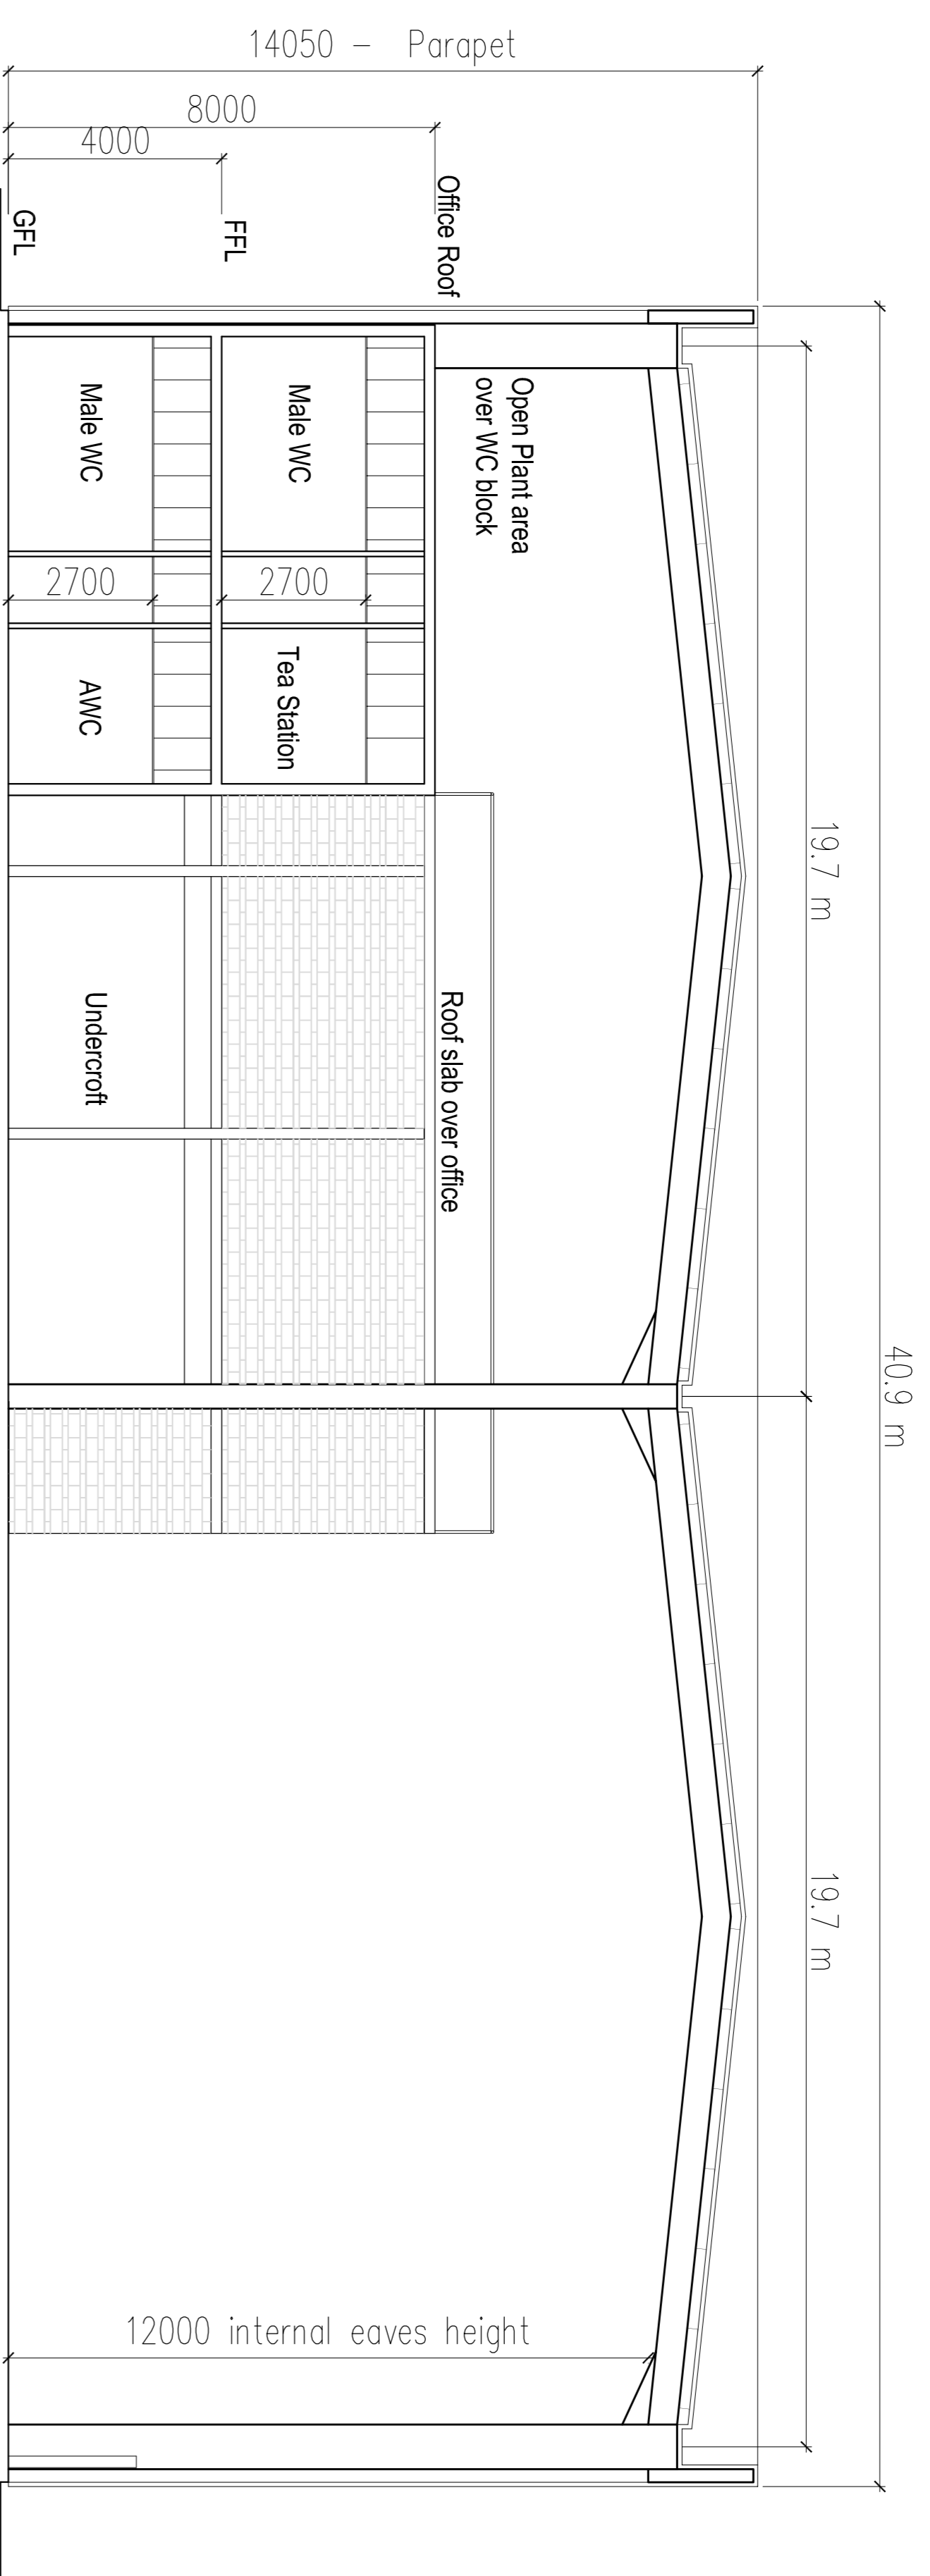 40.9 m
19.7 m
19.7 m
14050 - Parapet
8000
4000
Office Roof
FFL
GFL
Open Plant area
over WC block
Roof slab over office
Male WC
2700
Tea Station
Male WC
2700
AWC
Undercroft
12000 internal eaves height